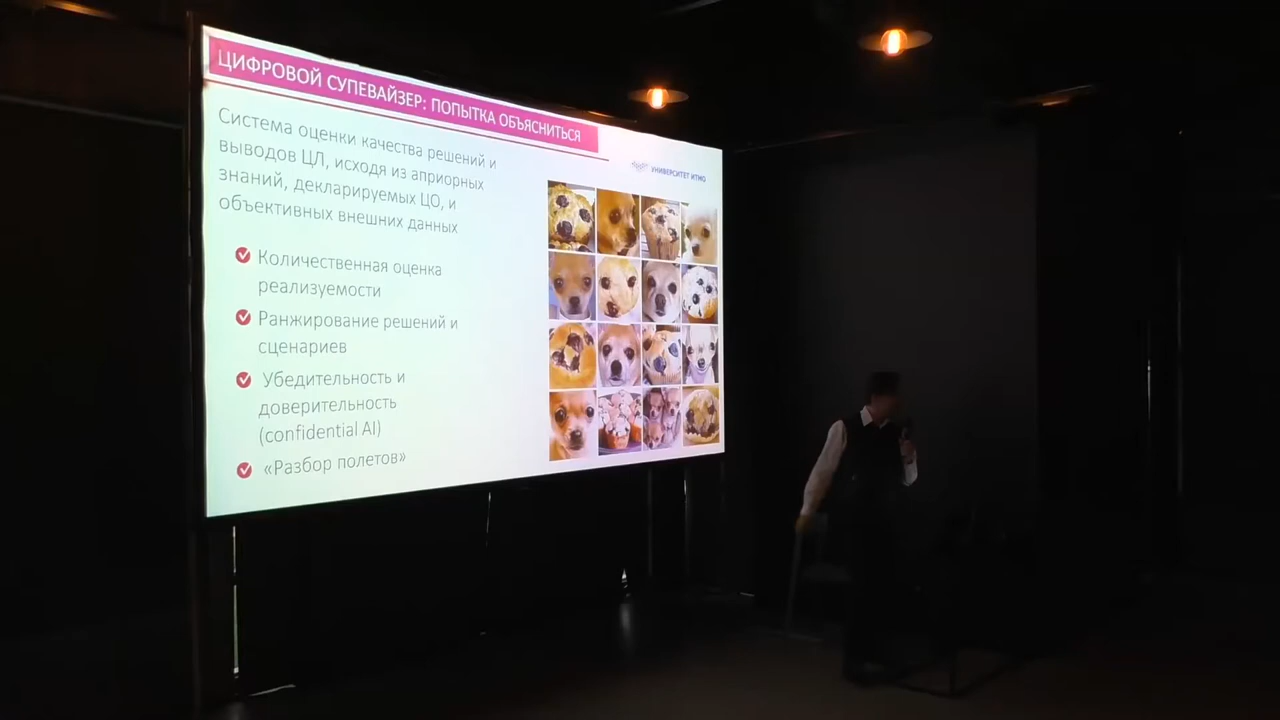 ЦИФРОВОЙ СУПЕВАЙЗЕР: ПОПЫТКА ОБЪЯСНИТЬСЯ
Система оценки качества решений и
выводов ЦЛ, исходя из априорных
знаний, декларируемых ЦО, и
объективных внешних данных
Количественная оценка
реализуемости
Ранжирование решений и
сценариев
Убедительность и
доверительность
(confidential AI)
«Разбор полетов»
УНИВЕРСИТЕТ ИТМО